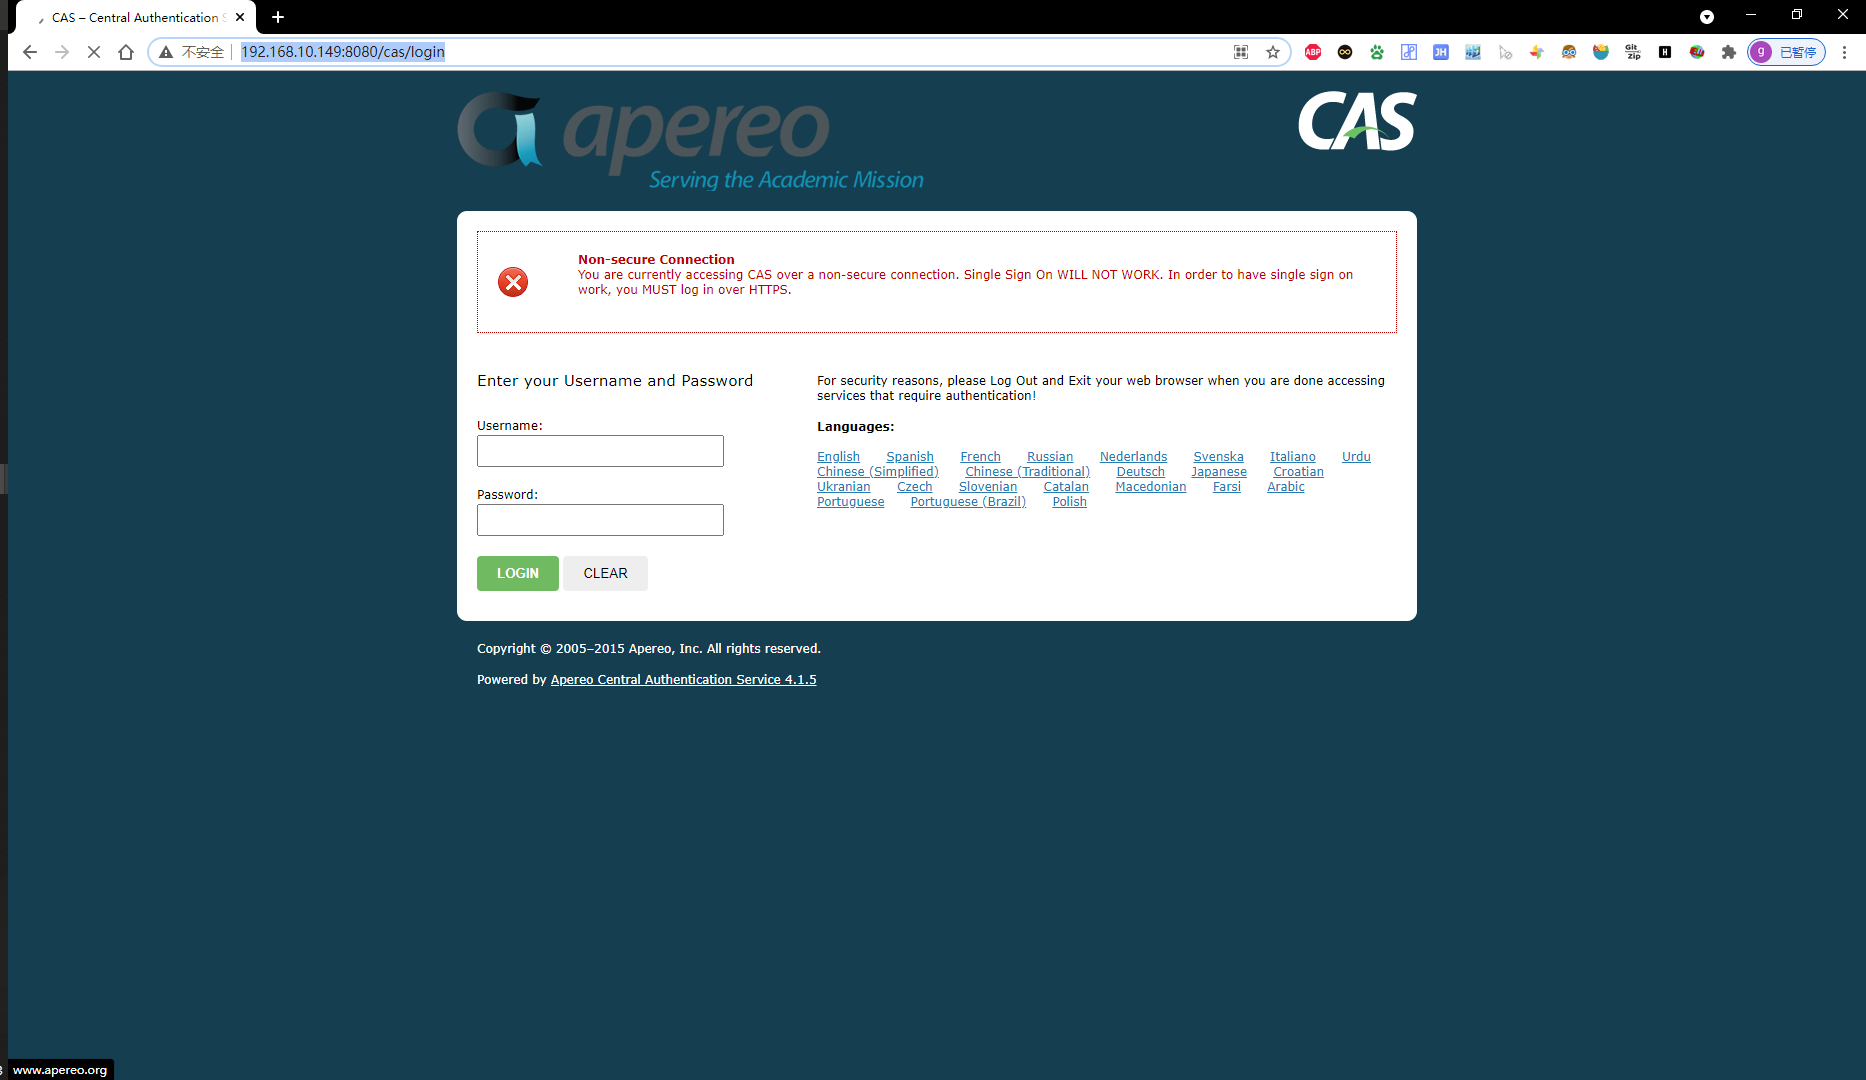 CAS – Central Authentication S
不安全 192.168.10.149:8080/cas/login
ABP
JH
Git
Zip
H
g 已暂停
apereo
Serving the Academic Mission
CAS
Non-secure Connection
You are currently accessing CAS over a non-secure connection. Single Sign On WILL NOT WORK. In order to have single sign on
work, you MUST log in over HTTPS.
Enter your Username and Password
Username:
Password:
LOGIN CLEAR
For security reasons, please Log Out and Exit your web browser when you are done accessing
services that require authentication!
Languages:
English Spanish French Russian Nederlands Svenska Italiano Urdu
Chinese (Simplified) Chinese (Traditional) Deutsch Japanese Croatian
Ukranian Czech Slovenian Catalan Macedonian Farsi Arabic
Portuguese Portuguese (Brazil) Polish
Copyright © 2005–2015 Apereo, Inc. All rights reserved.
Powered by Apereo Central Authentication Service 4.1.5
www.apereo.org